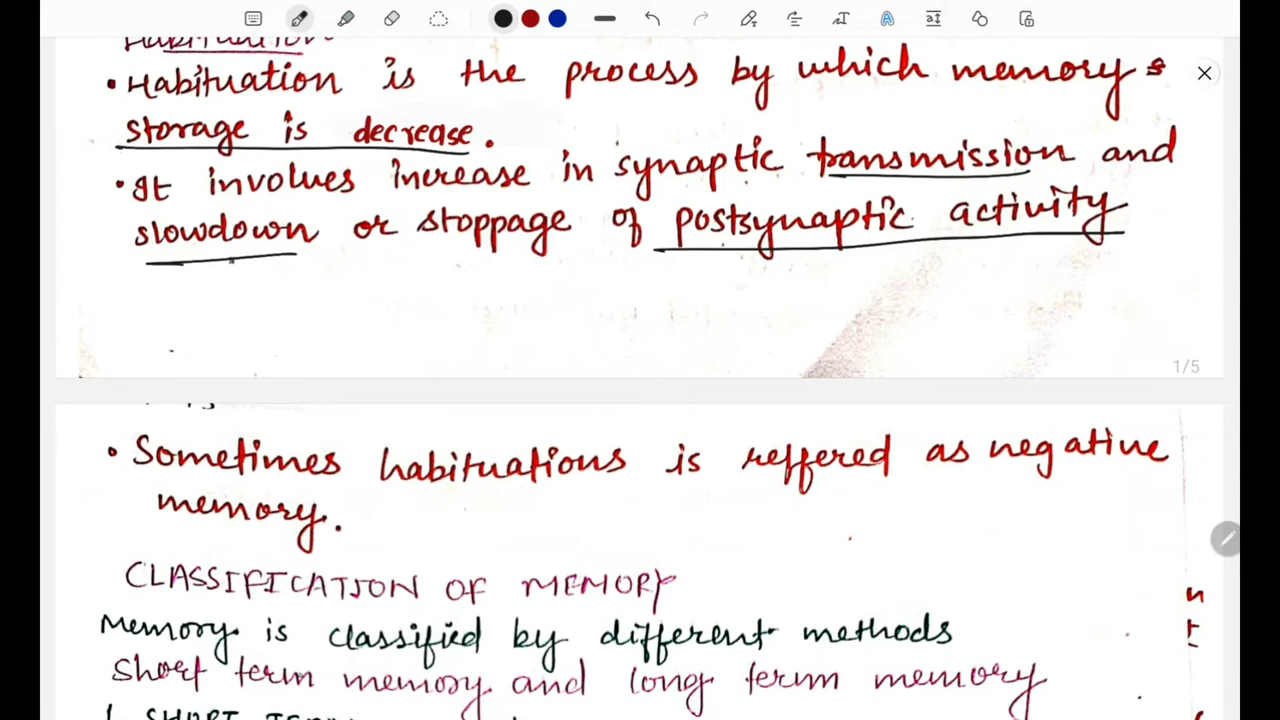 Habituation
• Habituation is the process by which memory s
storage is decrease.
• It involves increase in synaptic transmission and
slowdown or stoppage of postsynaptic activity
1/5
• Sometimes habituations is reffered as negative
memory.
CLASSIFICATION OF MEMORY
Memory is classified by different methods
Short term memory and long term memory